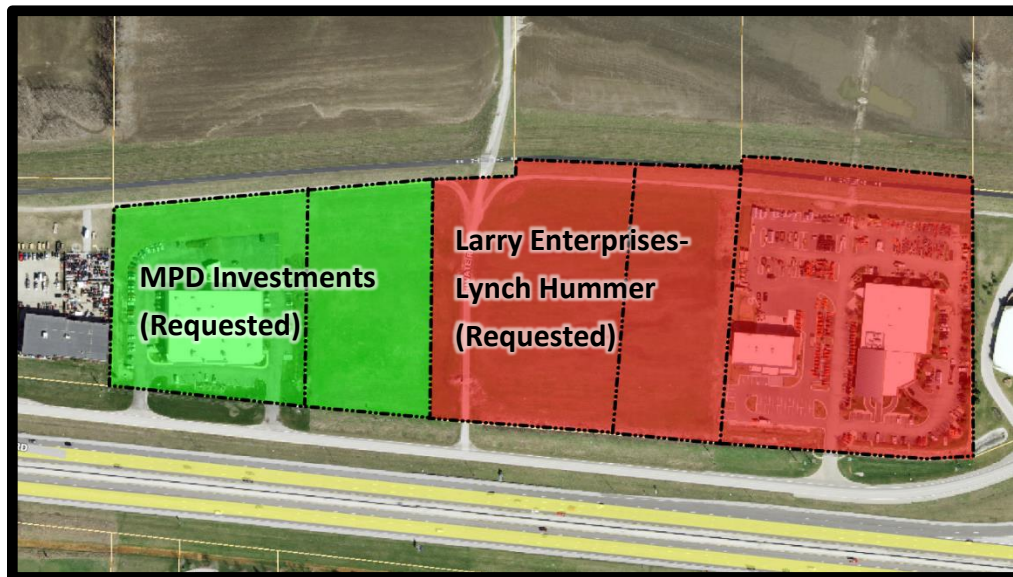 MPD Investments
(Requested)
Larry Enterprises-
Lynch Hummer
(Requested)